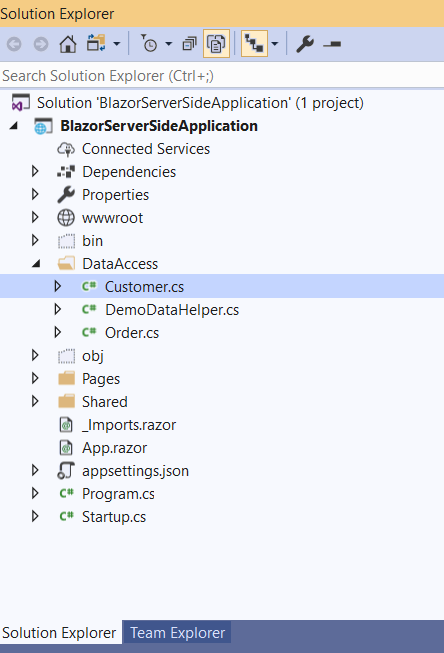 Solution Explorer
Search Solution Explorer (Ctrl+;)
Solution 'BlazorServerSideApplication' (1 project)
BlazorServerSideApplication
Connected Services
Dependencies
Properties
wwwroot
bin
DataAccess
C# Customer.cs
C# DemoDataHelper.cs
C# Order.cs
obj
Pages
Shared
_Imports.razor
App.razor
appsettings.json
C# Program.cs
C# Startup.cs
Solution Explorer Team Explorer